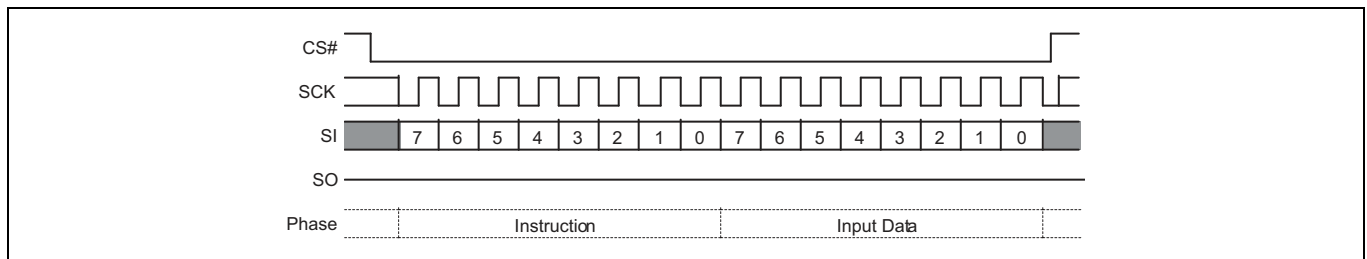 CS#
SCK
SI 7 6 5 4 3 2 1 0 7 6 5 4 3 2 1 0
SO
Phase Instruction Input Data